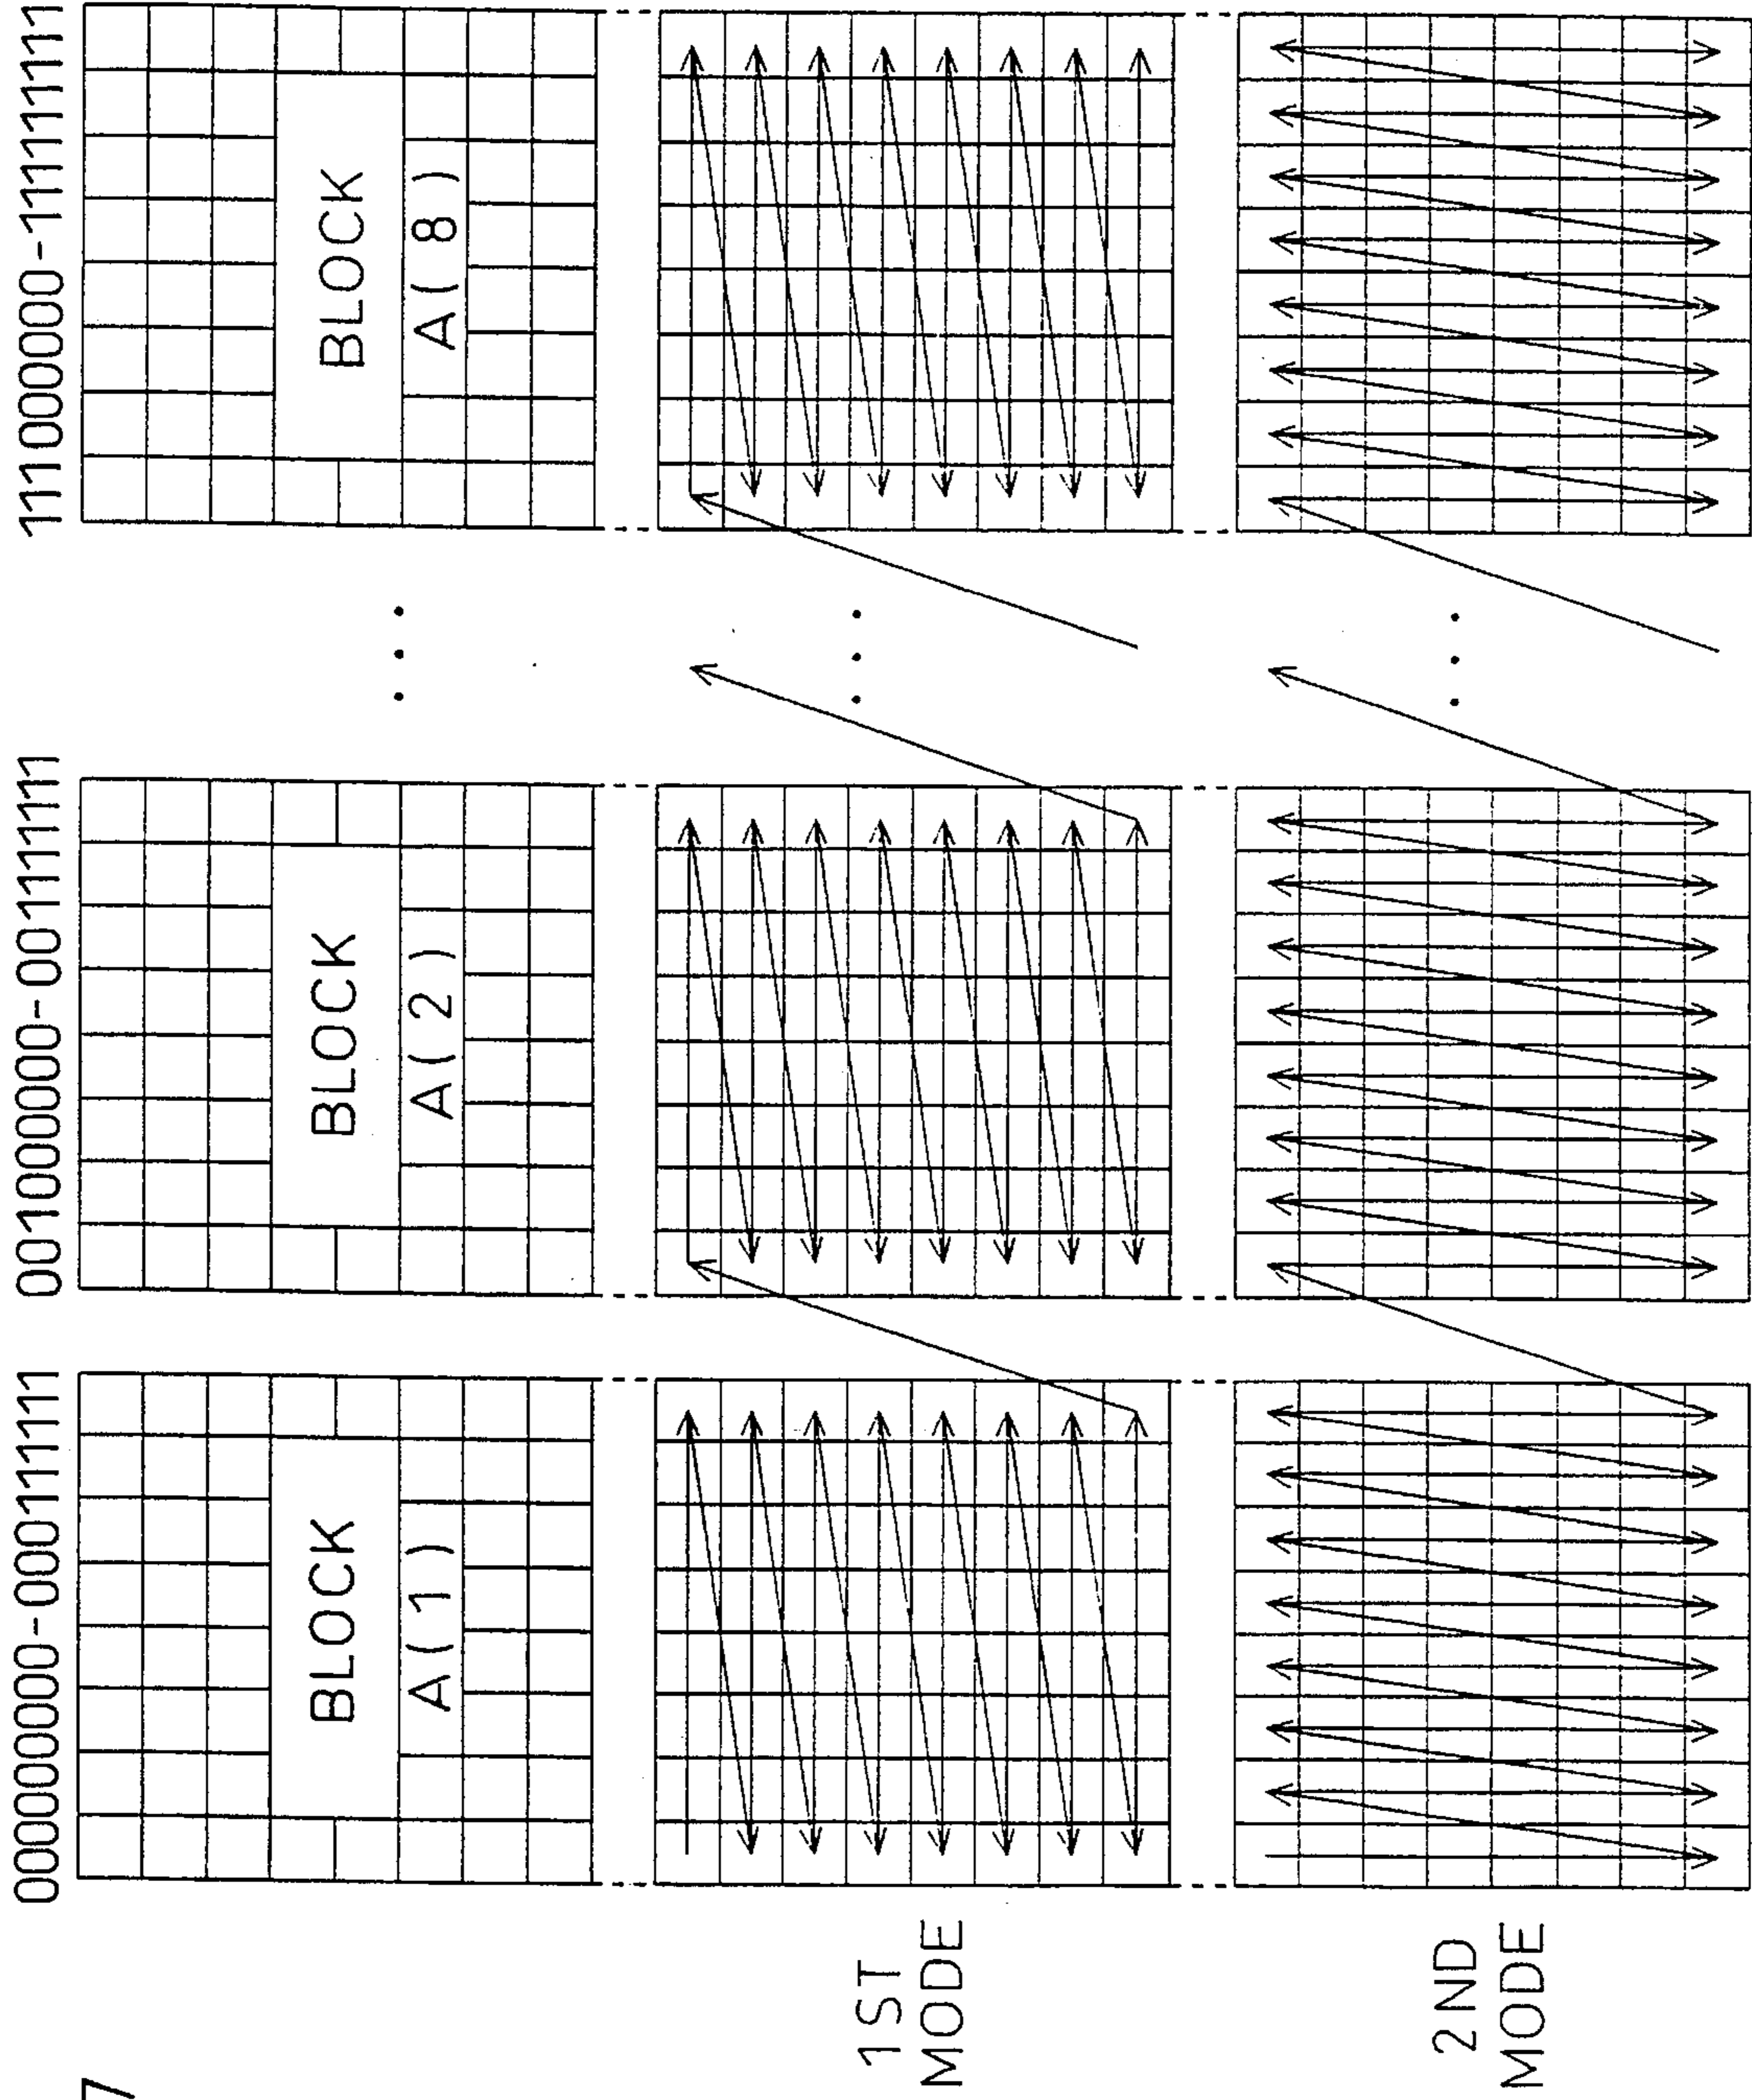 7
000000000-000111111
001000000-001111111
111000000-111111111
BLOCK
A(1)
BLOCK
A(2)
BLOCK
A(8)
1ST
MODE
2ND
MODE